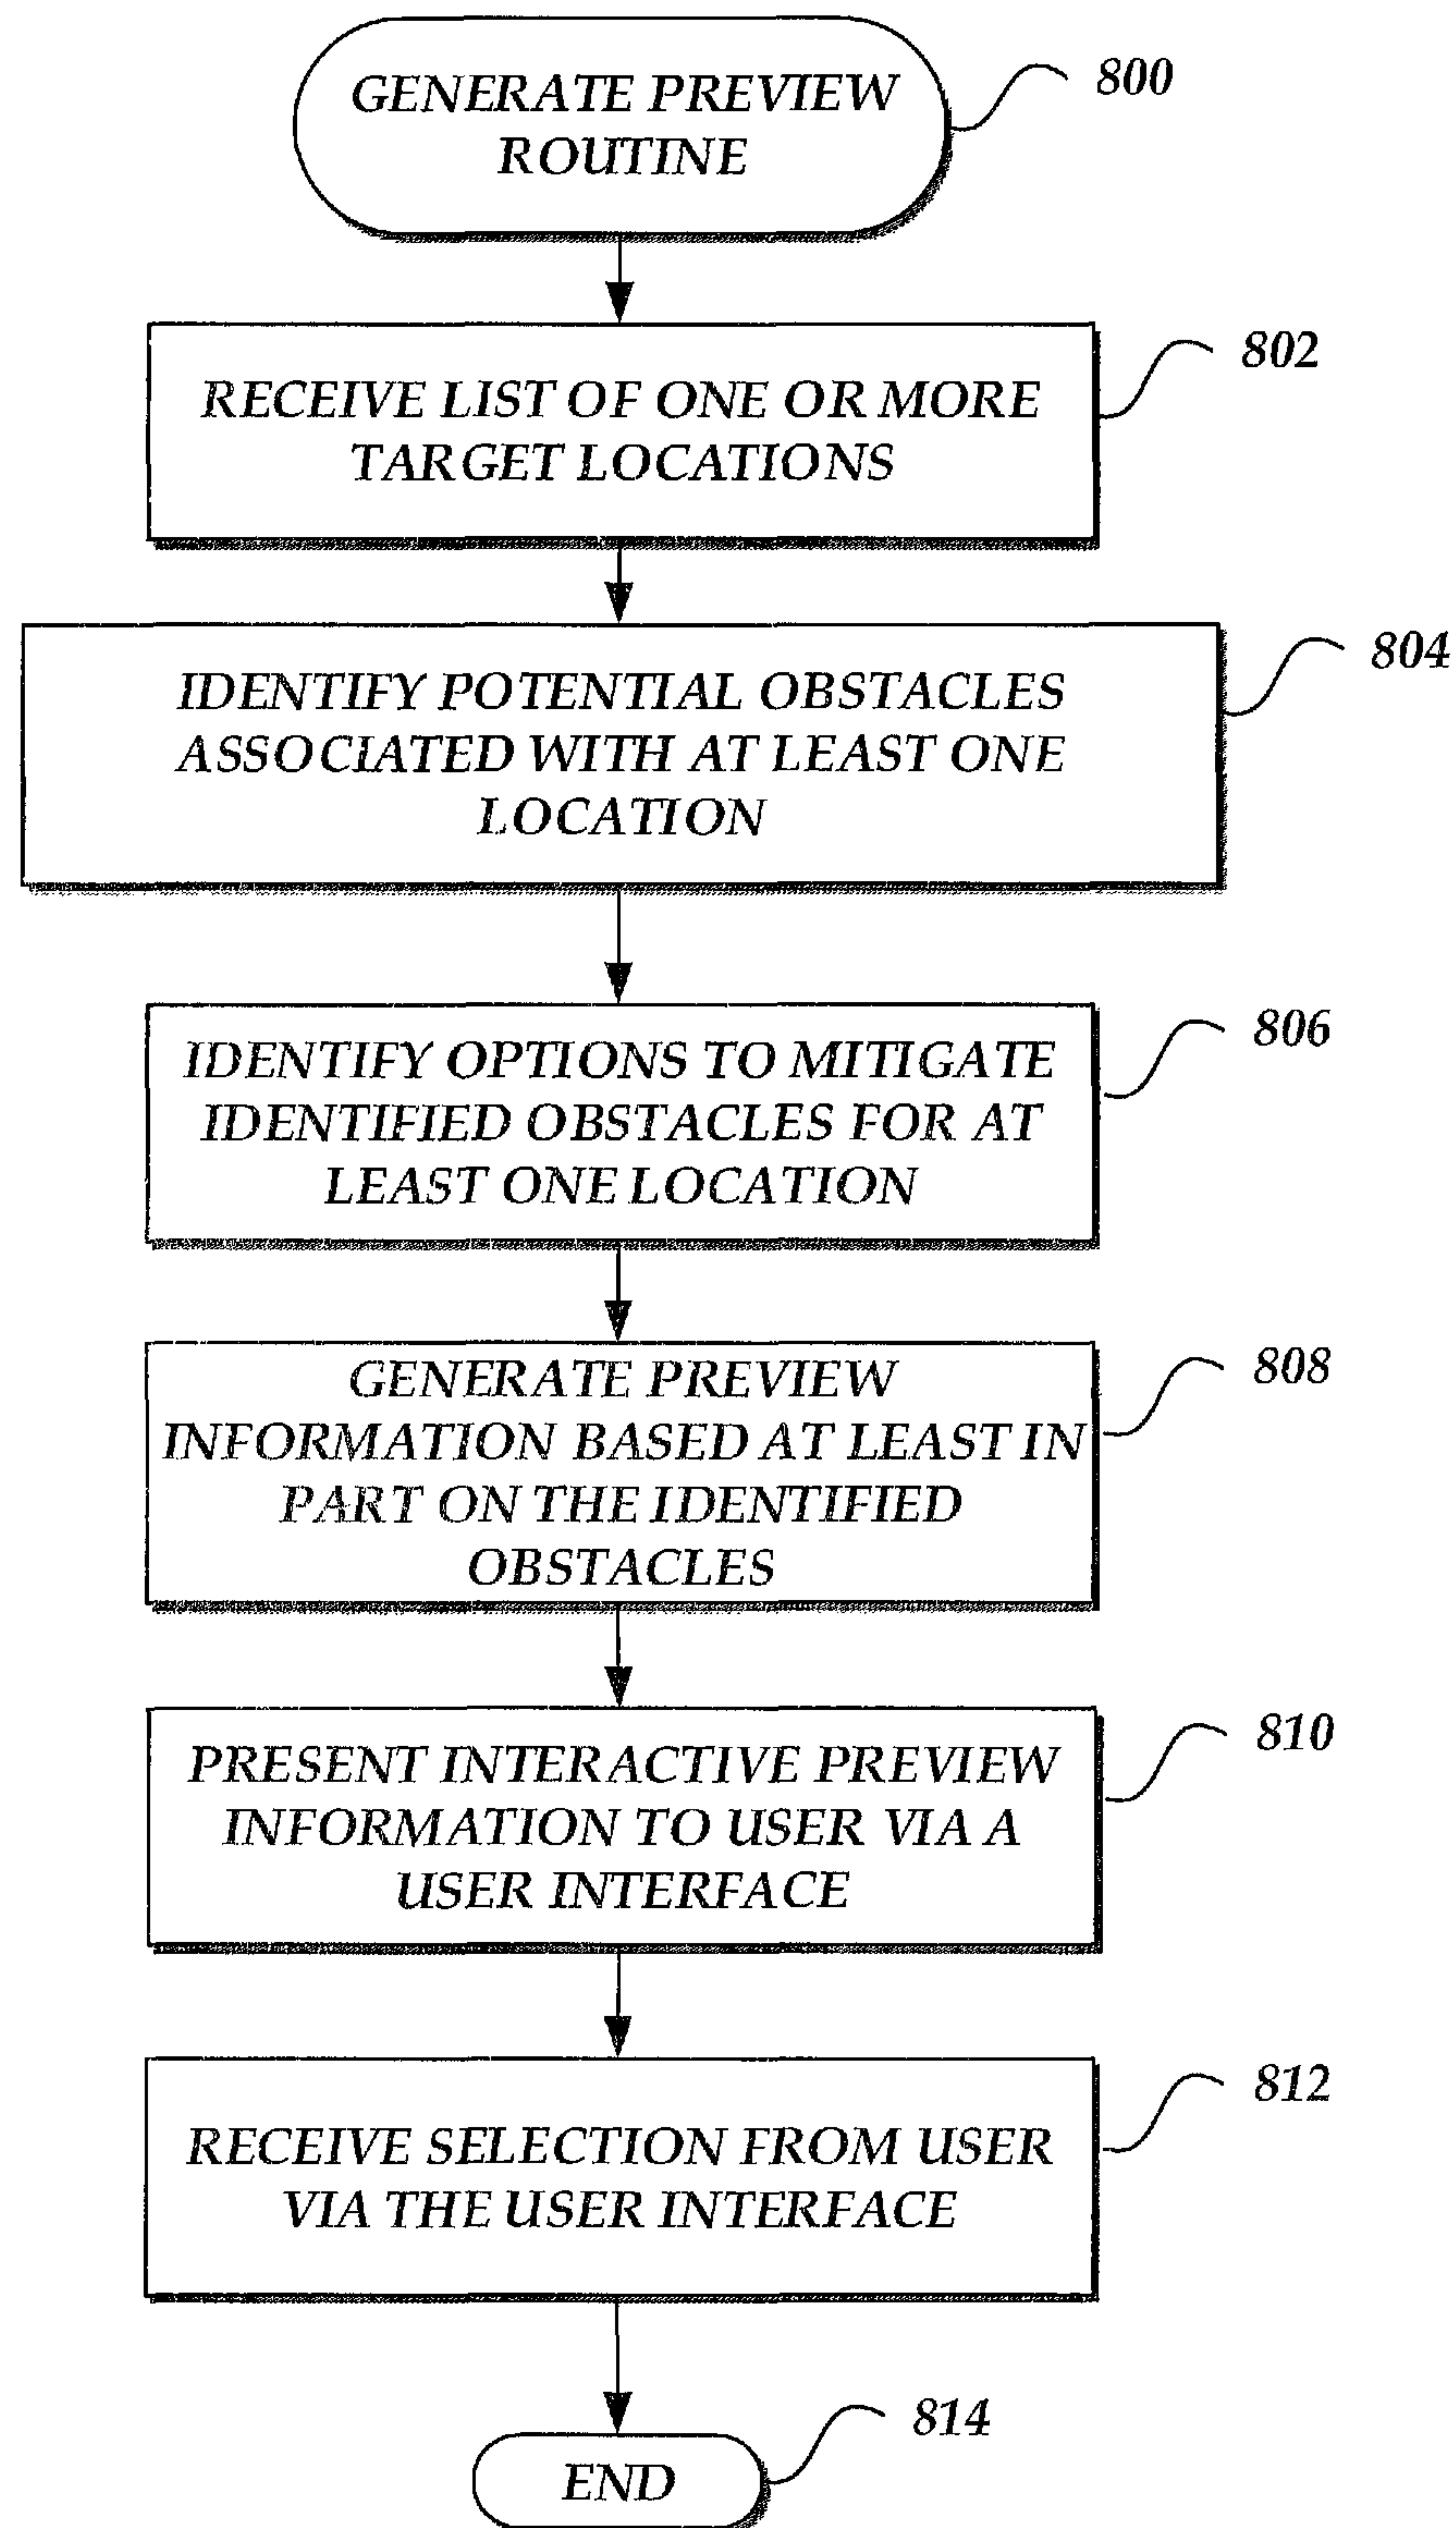 GENERATE PREVIEW
ROUTINE
800
RECEIVE LIST OF ONE OR MORE
TARGET LOCATIONS
802
IDENTIFY POTENTIAL OBSTACLES
ASSOCIATED WITH AT LEAST ONE
LOCATION
804
IDENTIFY OPTIONS TO MITIGATE
IDENTIFIED OBSTACLES FOR AT
LEAST ONE LOCATION
806
GENERATE PREVIEW
INFORMATION BASED AT LEAST IN
PART ON THE IDENTIFIED
OBSTACLES
808
PRESENT INTERACTIVE PREVIEW
INFORMATION TO USER VIA A
USER INTERFACE
810
RECEIVE SELECTION FROM USER
VIA THE USER INTERFACE
812
END
814